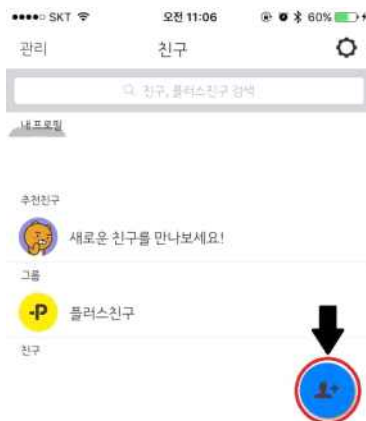 SKT 오전 11:06 60%
관리 친구
친구, 플러스친구 검색
내 프로필
추천친구
새로운 친구를 만나보세요!
그룹
-P 플러스친구
친구